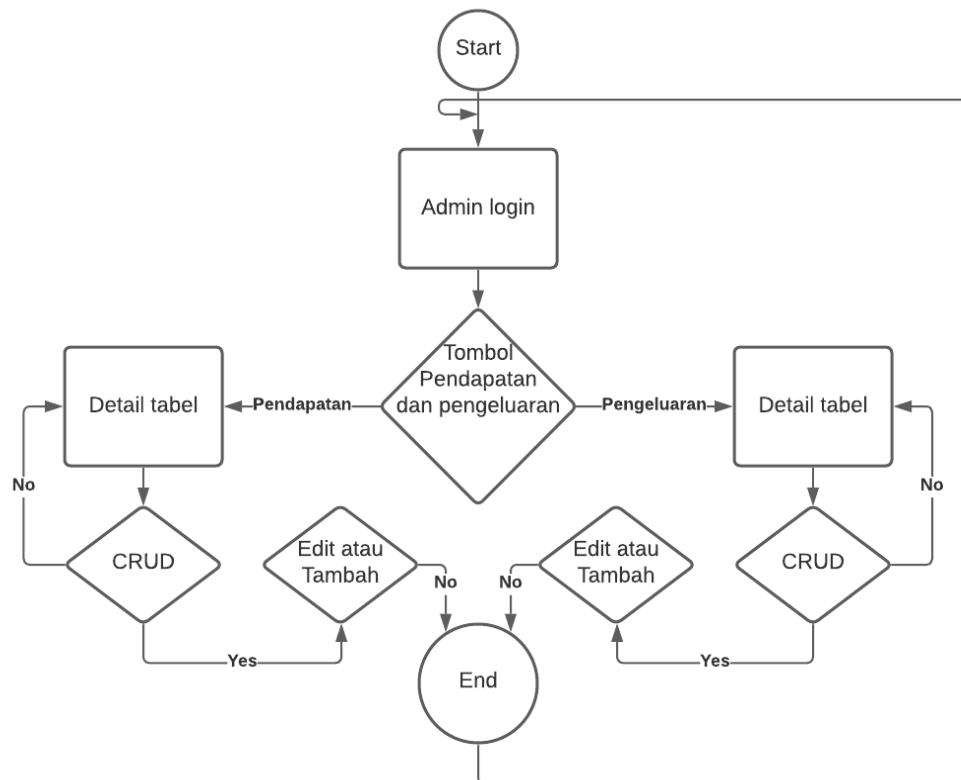 Start
Admin login
Tombol
Pendapatan
dan pengeluaran
Pendapatan
Pengeluaran
Detail tabel
Detail tabel
No
No
CRUD
Edit atau
Tambah
Edit atau
Tambah
CRUD
No
No
Yes
Yes
End